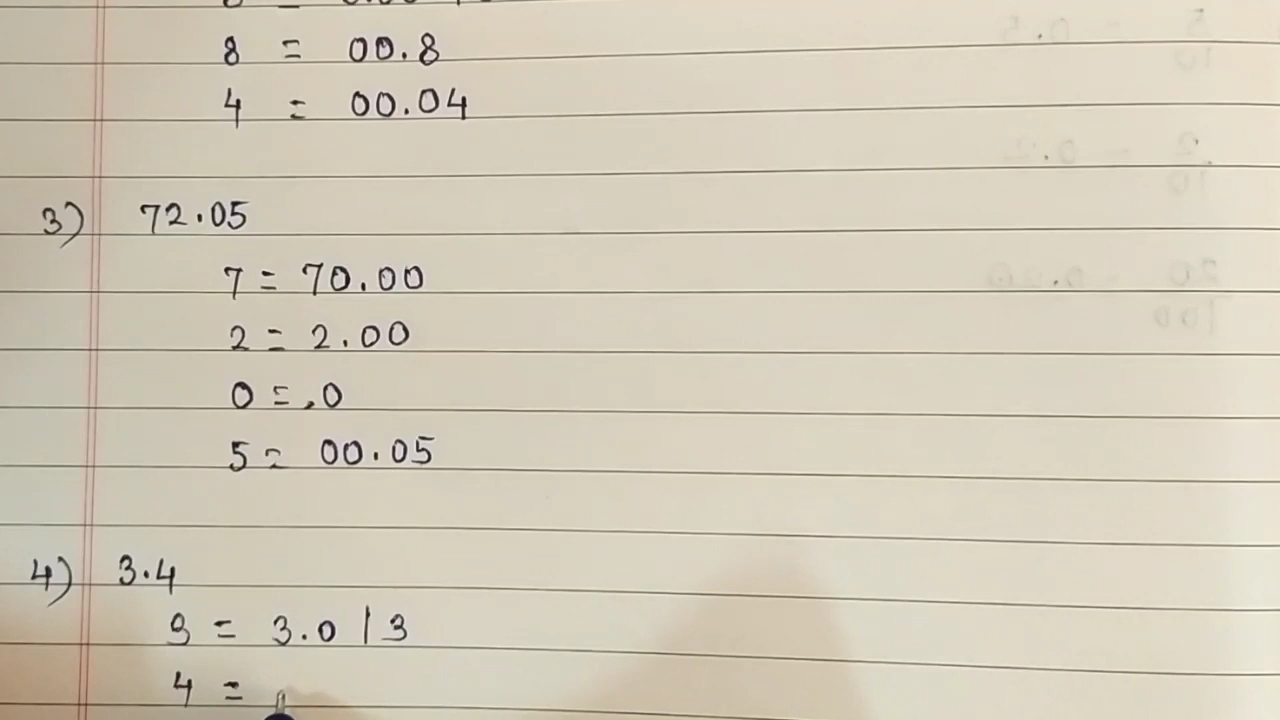 8 = 00.8
4 = 00.04
3) 72.05
7 = 70.00
2 = 2.00
0 = .0
5 = 00.05
4) 3.4
3 = 3.0 | 3
4 =